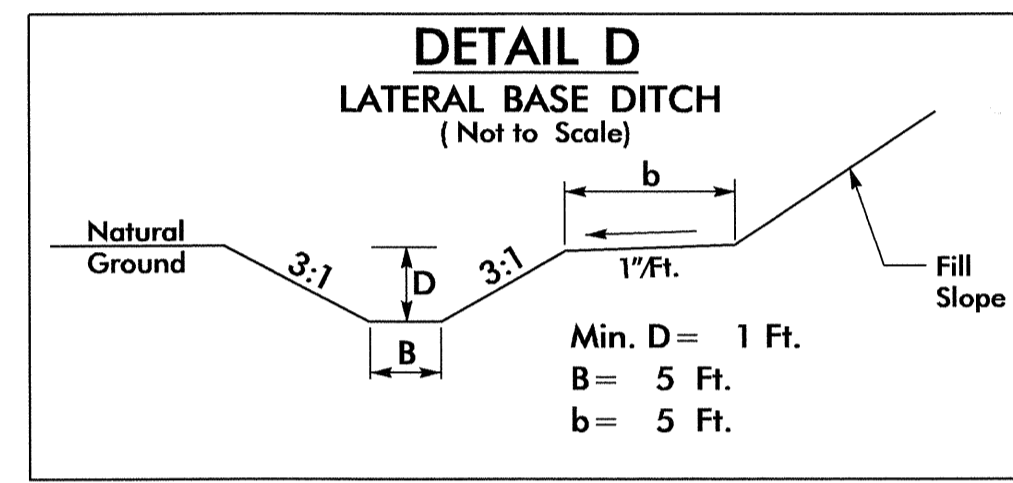 DETAIL D
LATERAL BASE DITCH
( Not to Scale)
b
Natural
Ground
3:1
D
3:1
1"/Ft.
Fill
Slope
B
Min. D= 1 Ft.
B= 5 Ft.
b= 5 Ft.